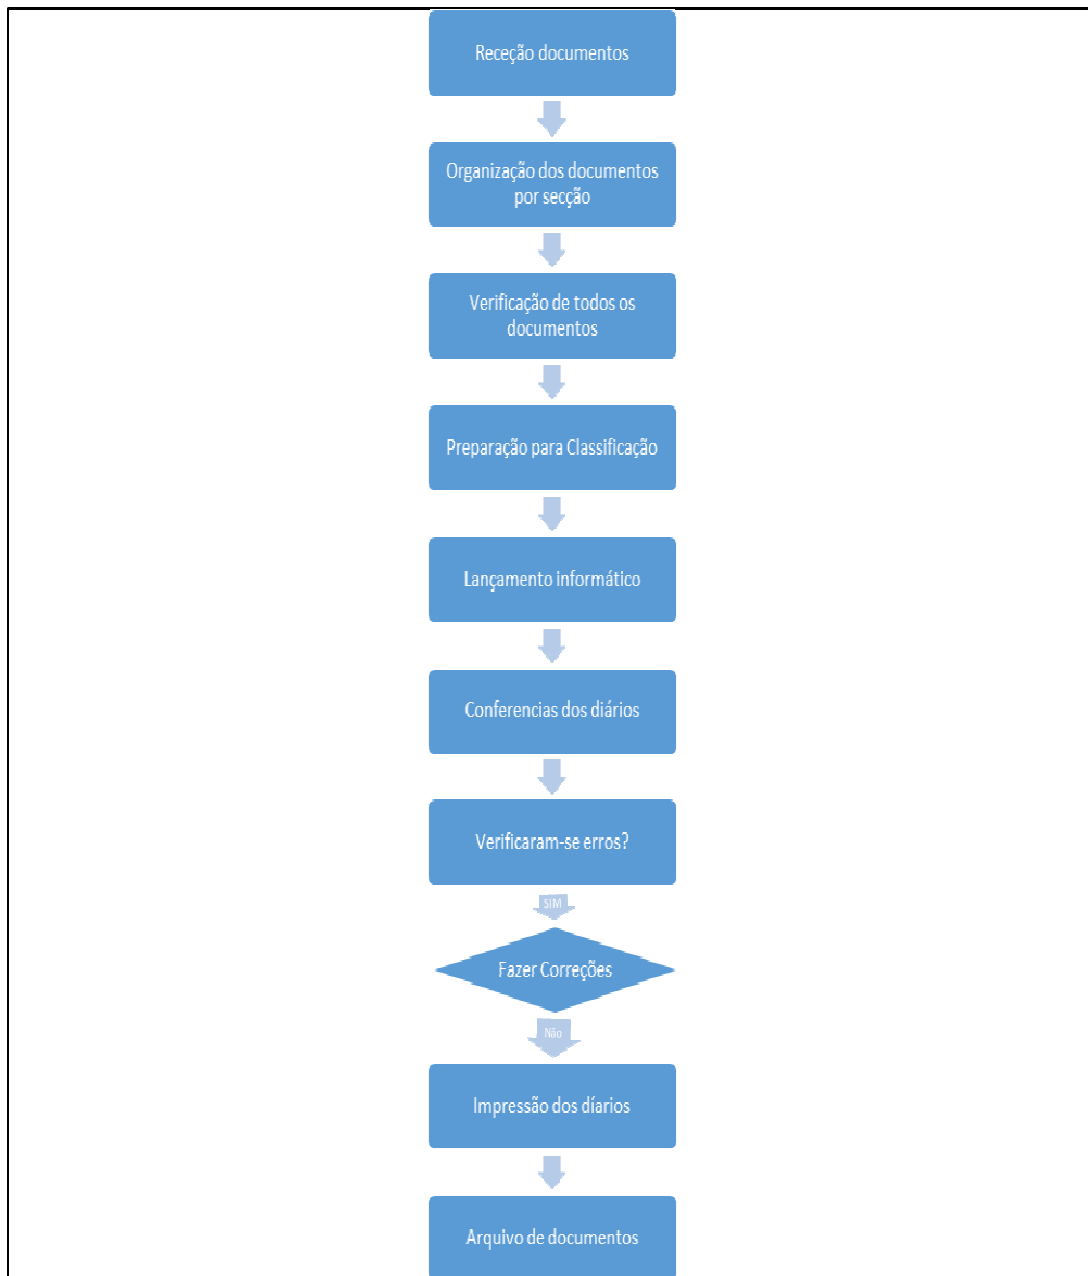 Receção documentos
Organização dos documentos
por secção
Verificação de todos os
documentos
Preparação para Classificação
Lançamento informático
Conferencias dos diários
Verificaram-se erros?
SIM
Fazer Correções
Não
Impressão dos díarios
Arquivo de documentos